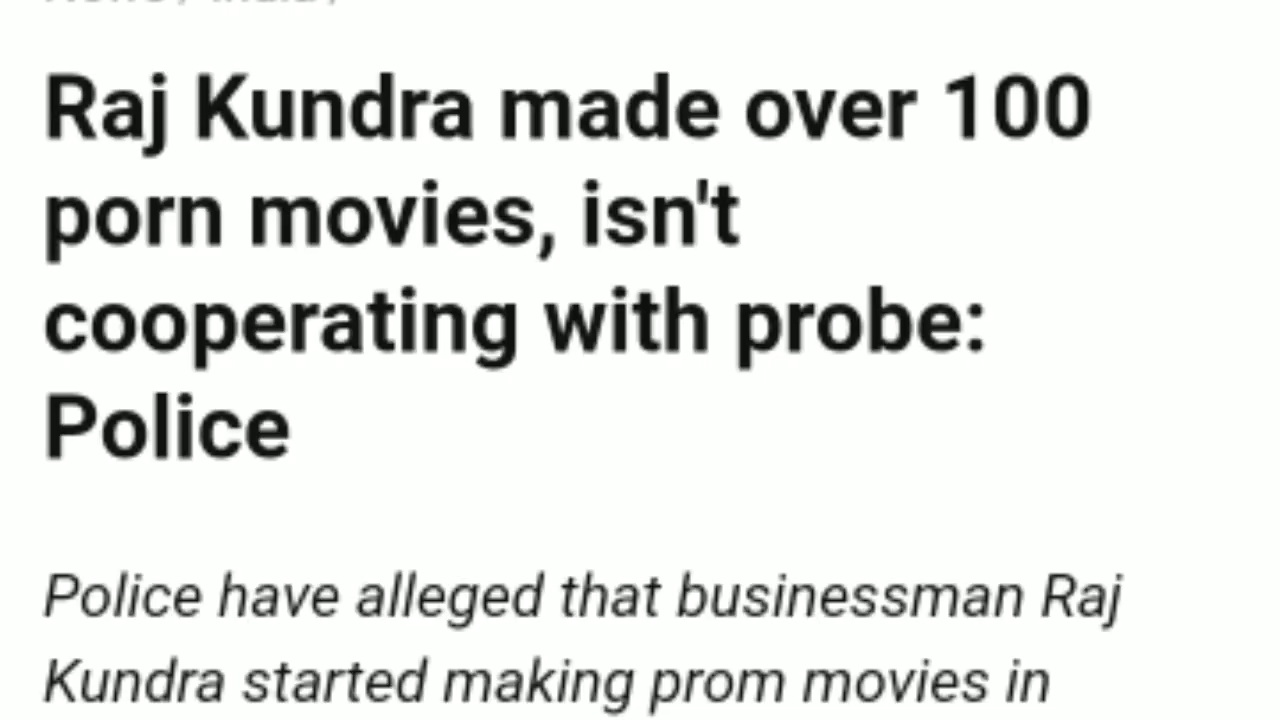 Raj Kundra made over 100
porn movies, isn't
cooperating with probe:
Police
Police have alleged that businessman Raj
Kundra started making prom movies in